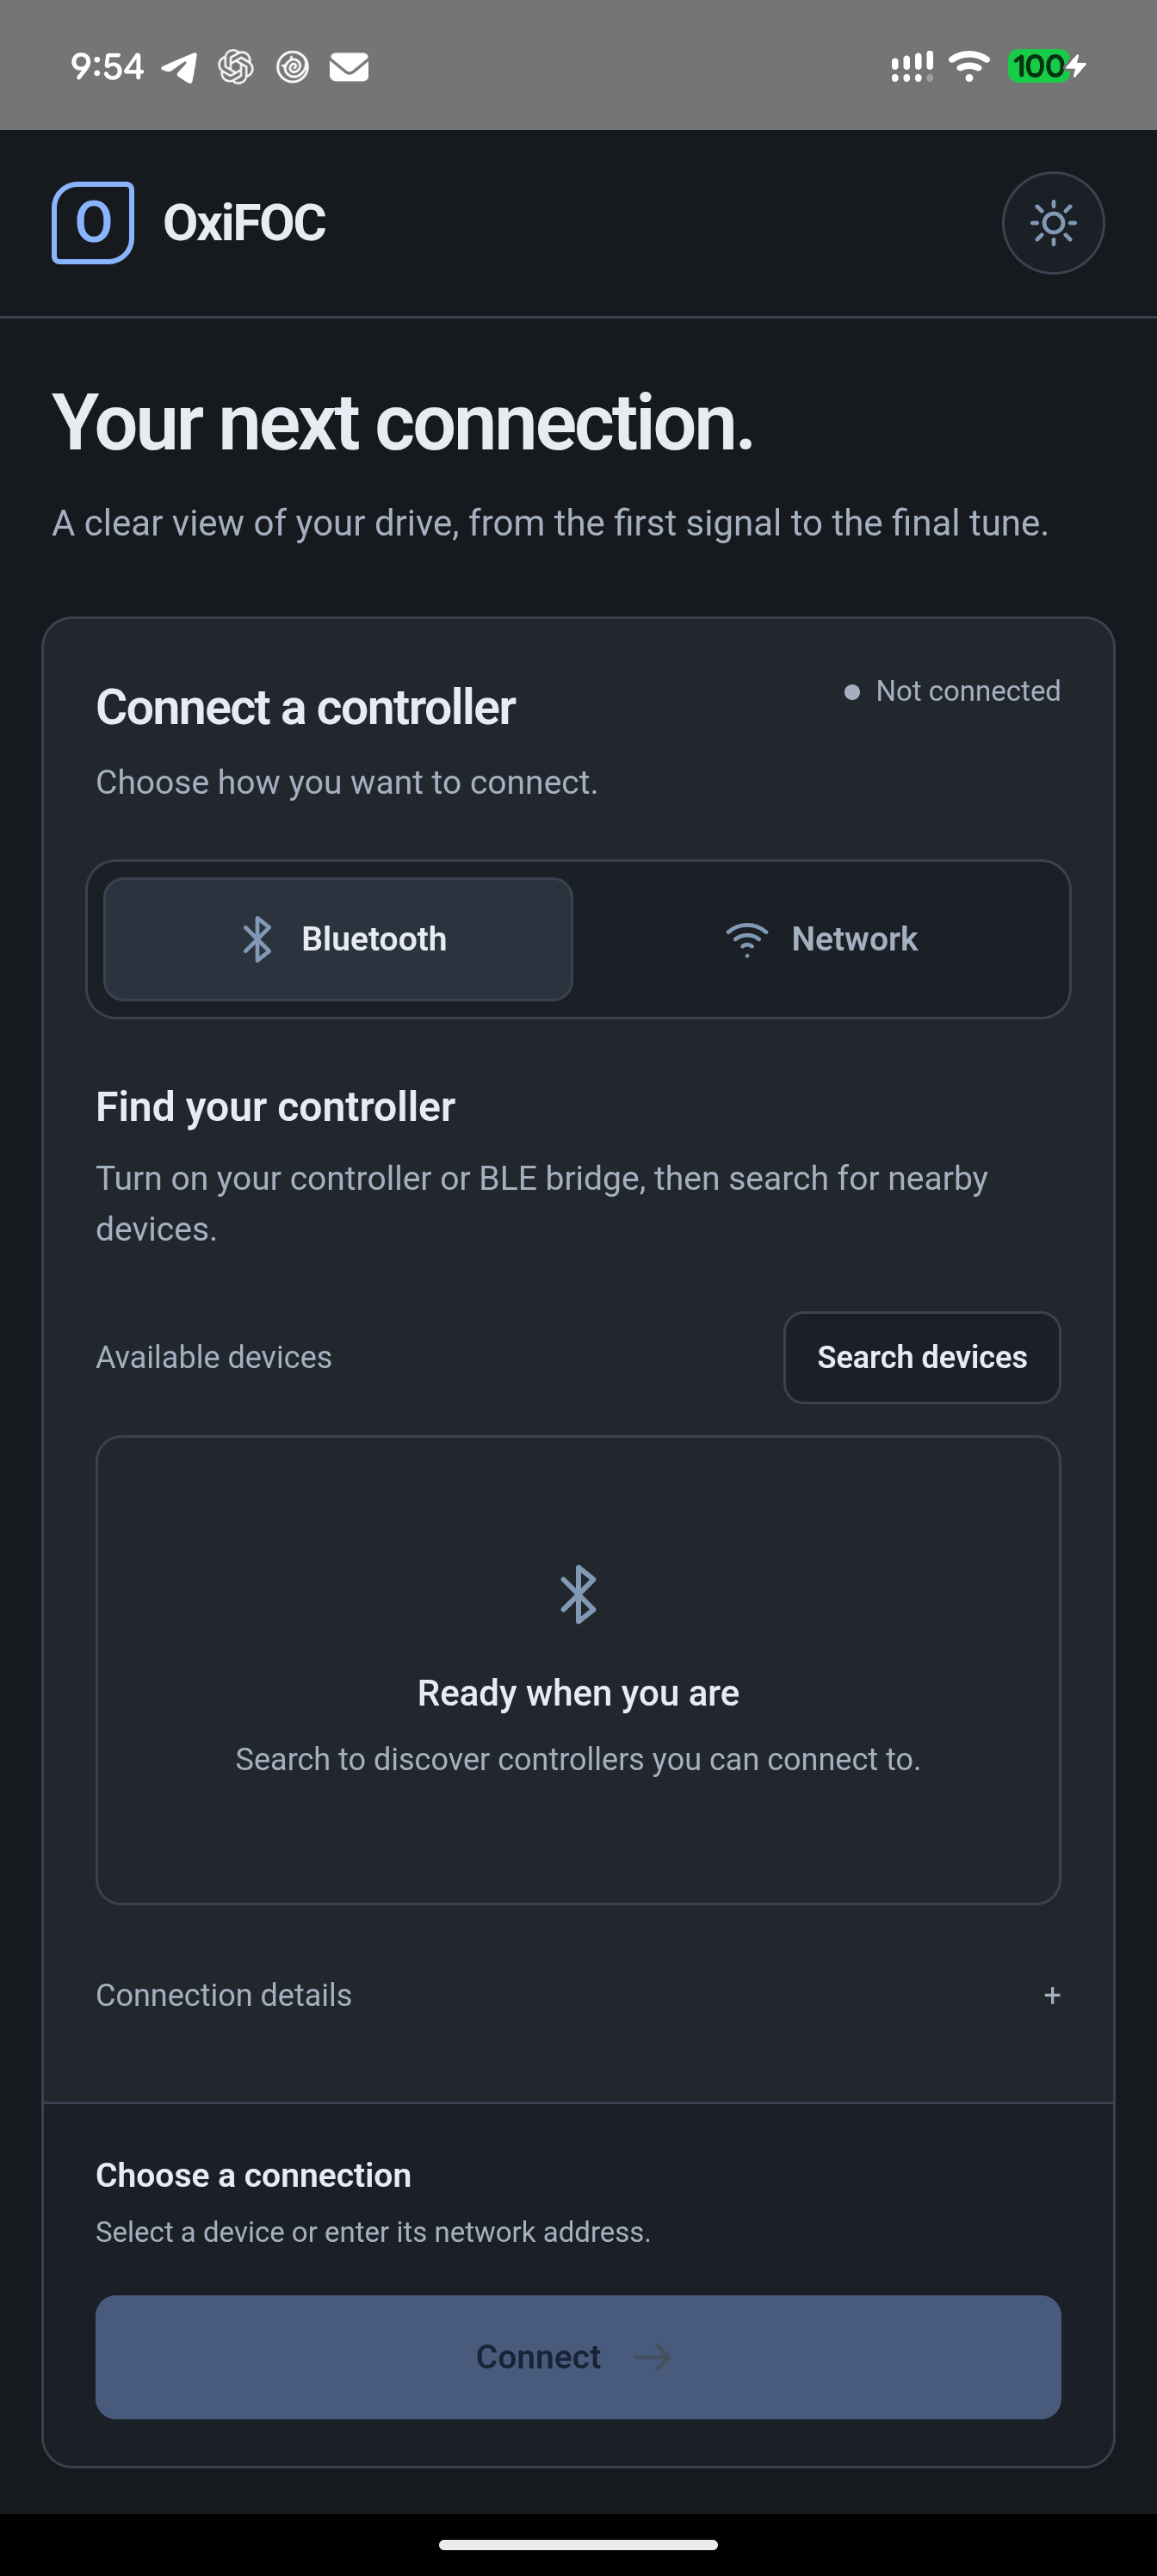 9:54
100
O OxiFOC
Your next connection.
A clear view of your drive, from the first signal to the final tune.
Connect a controller
Not connected
Choose how you want to connect.
Bluetooth
Network
Find your controller
Turn on your controller or BLE bridge, then search for nearby
devices.
Available devices
Search devices
Ready when you are
Search to discover controllers you can connect to.
Connection details
+
Choose a connection
Select a device or enter its network address.
Connect →